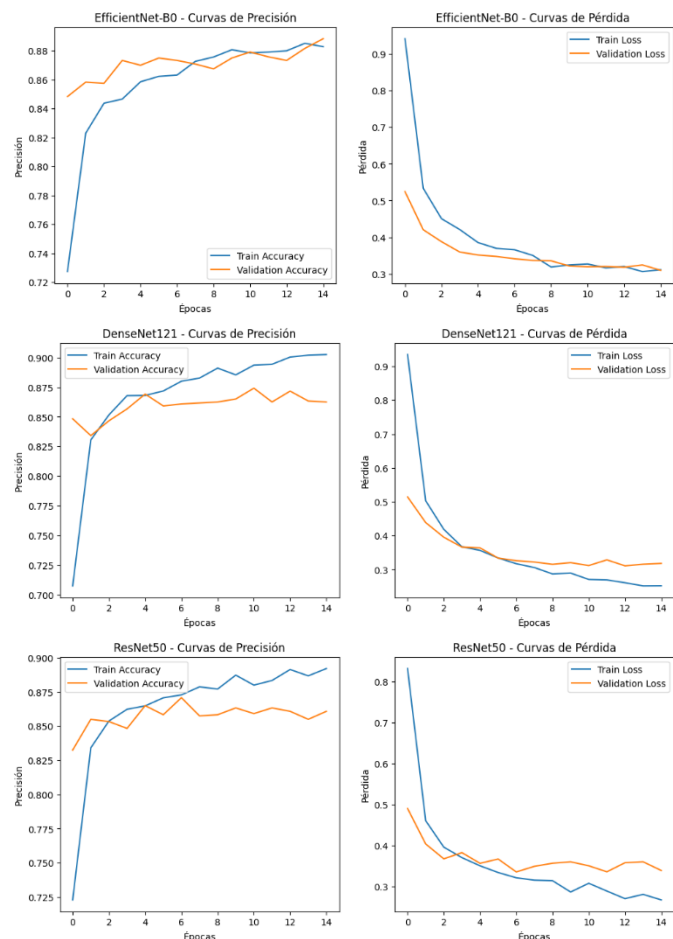 EfficientNet-B0 - Curvas de Precisión
0.88
0.86
0.84
0.82
0.80
0.78
0.76
0.74
0.72
Precisión
Train Accuracy
Validation Accuracy
0 2 4 6 8 10 12 14
Épocas
EfficientNet-B0 - Curvas de Pérdida
Train Loss
Validation Loss
0.9
0.8
0.7
0.6
0.5
0.4
0.3
Pérdida
0 2 4 6 8 10 12 14
Épocas
DenseNet121 - Curvas de Precisión
Train Accuracy
Validation Accuracy
0.900
0.875
0.850
0.825
0.800
0.775
0.750
0.725
0.700
Precisión
0 2 4 6 8 10 12 14
Épocas
DenseNet121 - Curvas de Pérdida
Train Loss
Validation Loss
0.9
0.8
0.7
0.6
0.5
0.4
0.3
Pérdida
0 2 4 6 8 10 12 14
Épocas
ResNet50 - Curvas de Precisión
Train Accuracy
Validation Accuracy
0.900
0.875
0.850
0.825
0.800
0.775
0.750
0.725
Precisión
0 2 4 6 8 10 12 14
Épocas
ResNet50 - Curvas de Pérdida
Train Loss
Validation Loss
0.8
0.7
0.6
0.5
0.4
0.3
Pérdida
0 2 4 6 8 10 12 14
Épocas